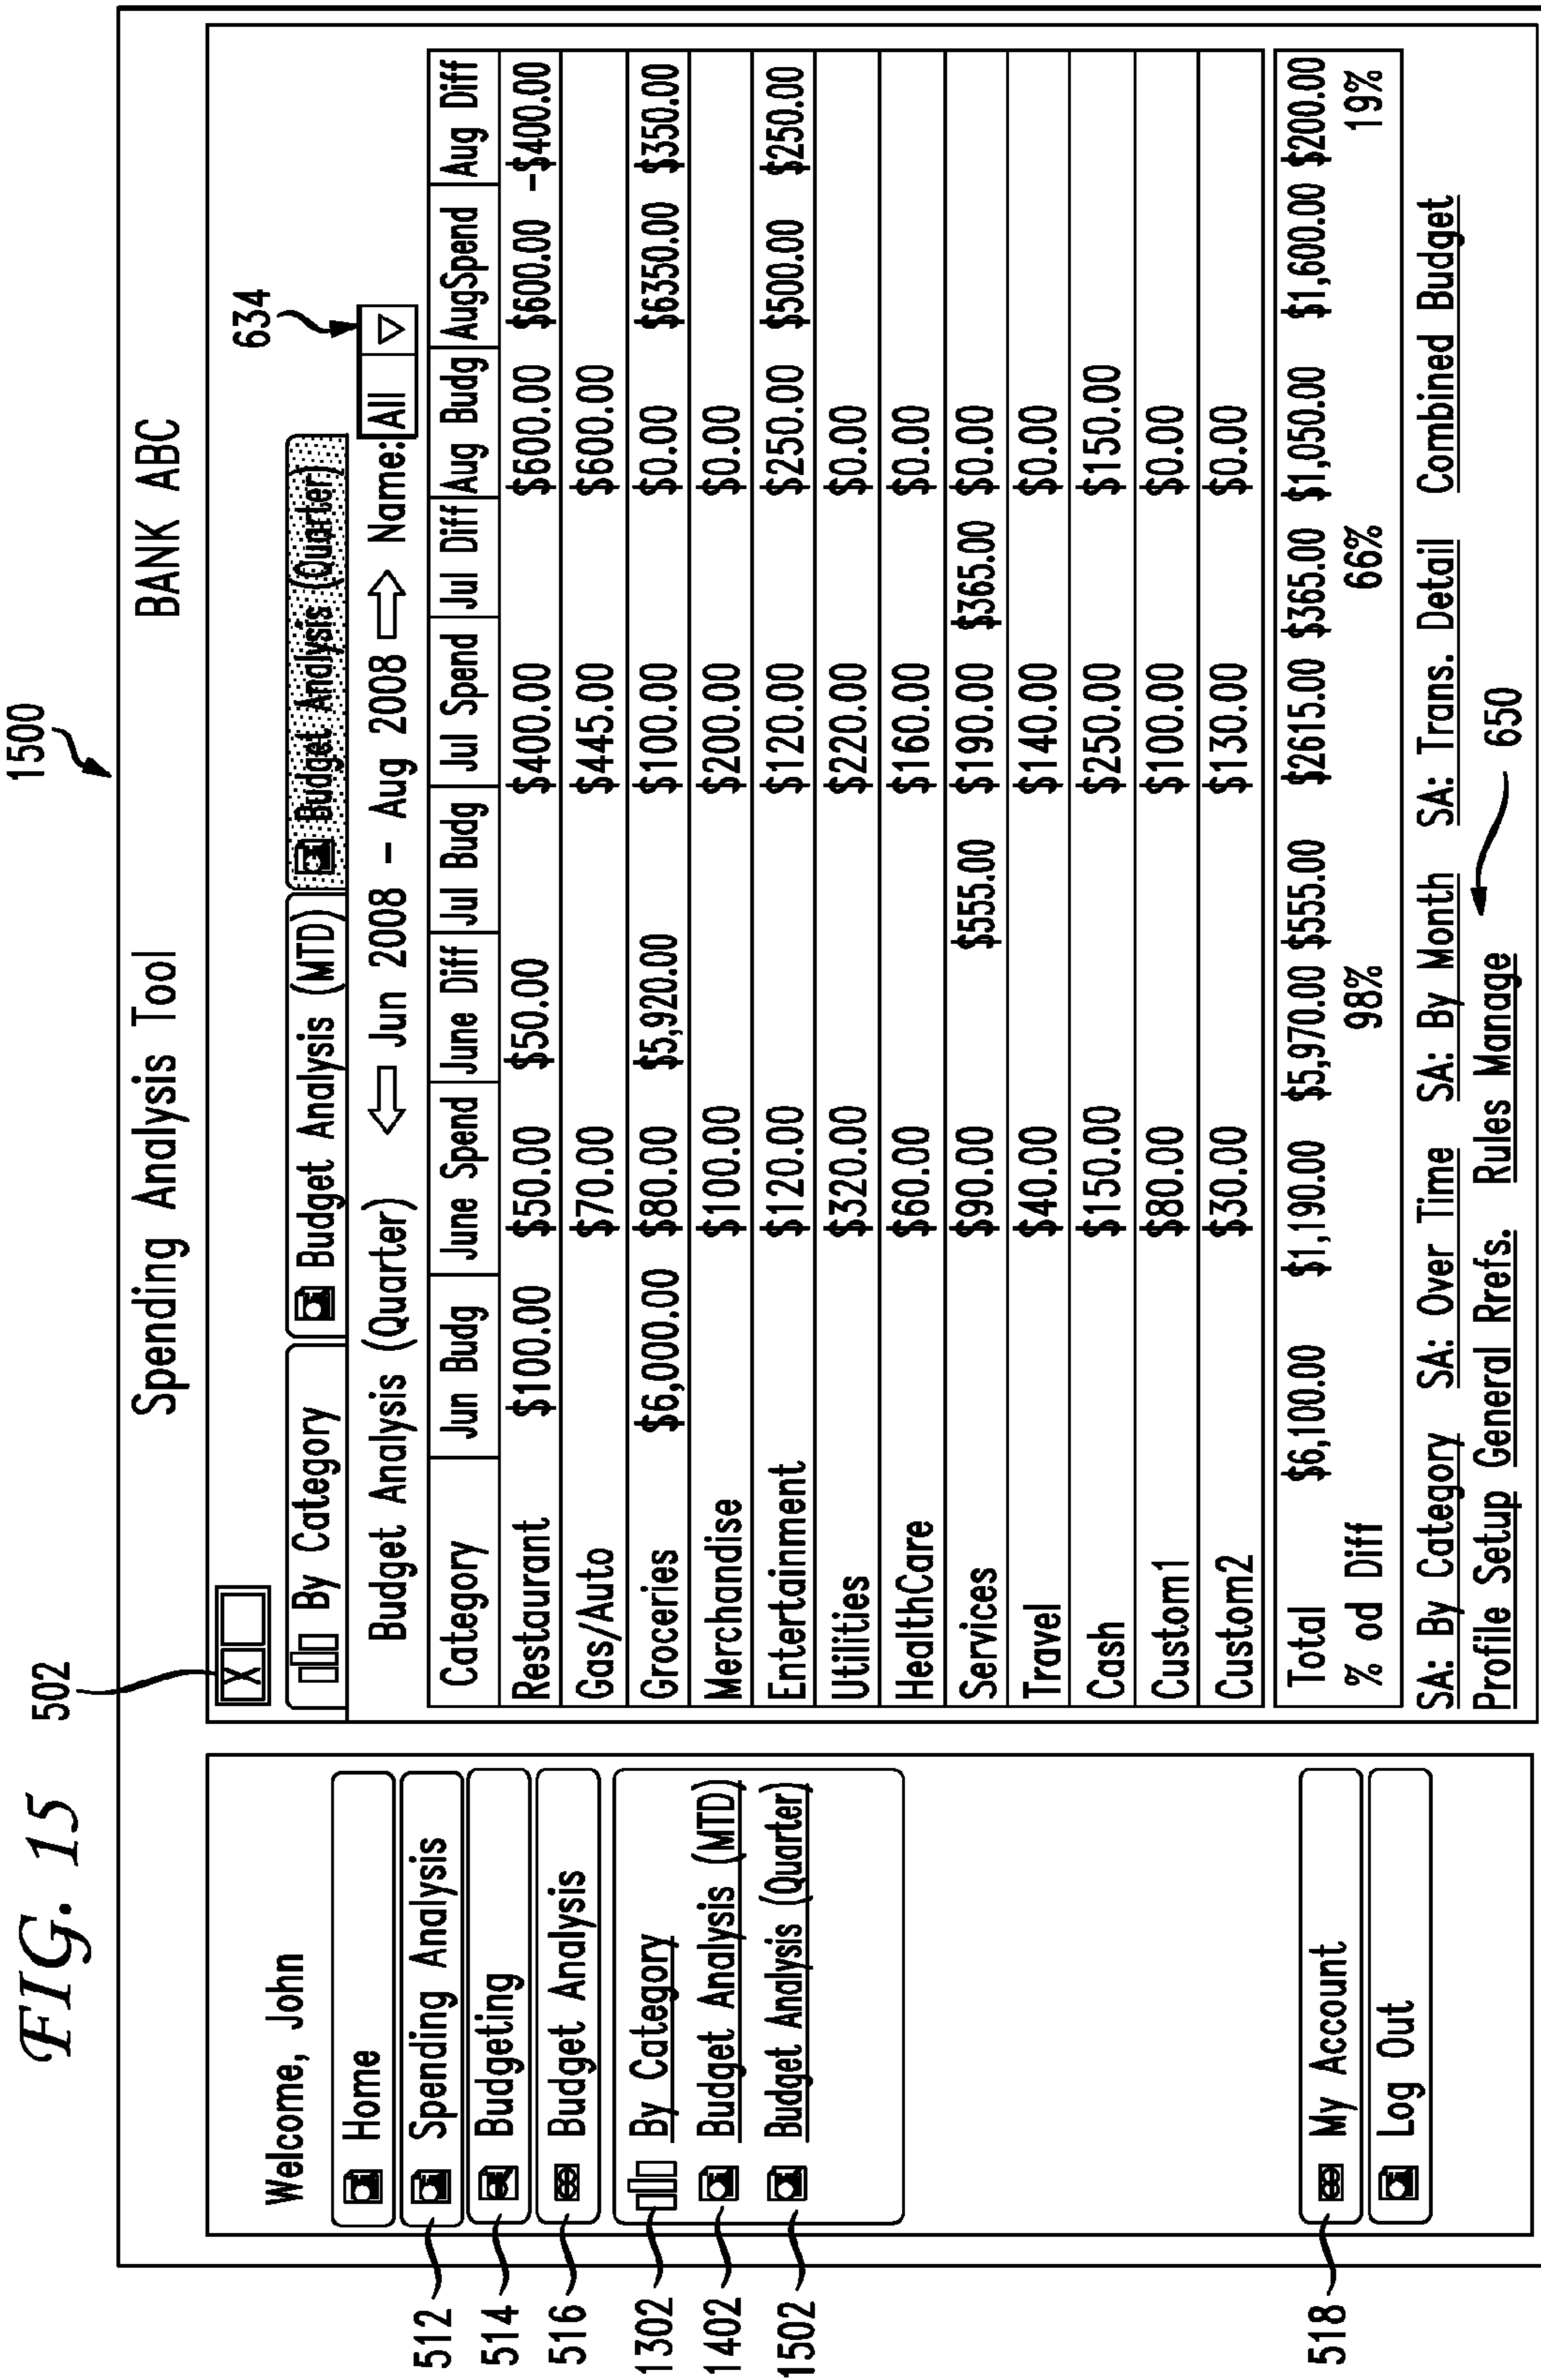 FIG. 15
1500
Spending Analysis Tool BANK ABC
502
X
634
Welcome, John
Home
512 Spending Analysis
514 Budgeting
516 Budget Analysis
1302 By Category
1402 Budget Analysis (MTD)
1502 Budget Analysis (Quarter)
518 My Account
Log Out
By Category Budget Analysis (MTD) Budget Analysis (Quarter)
Budget Analysis (Quarter) Jun 2008 - Aug 2008 Name: All
Category Jun Budg June Spend June Diff Jul Budg Jul Spend Jul Diff Aug Budg AugSpend Aug Diff
Restaurant $100.00 $50.00 $50.00 $400.00 $600.00 $600.00 -$400.00
Gas/Auto $70.00 $445.00 $600.00
Groceries $6,000.00 $80.00 $5,920.00 $100.00 $0.00 $6350.00 $350.00
Merchandise $100.00 $200.00 $0.00
Entertainment $120.00 $120.00 $250.00 $500.00 $250.00
Utilities $320.00 $220.00 $0.00
HealthCare $60.00 $160.00 $0.00
Services $90.00 $555.00 $190.00 $365.00 $0.00
Travel $40.00 $140.00 $0.00
Cash $150.00 $250.00 $150.00
Custom1 $80.00 $100.00 $0.00
Custom2 $30.00 $130.00 $0.00
Total $6,100.00 $1,190.00 $5,970.00 $555.00 $2615.00 $365.00 $1,050.00 $1,600.00 $200.00
% od Diff 98% 66% 19%
SA: By Category SA: Over Time SA: By Month SA: Trans. Detail Combined Budget
Profile Setup General Rrefs. Rules Manage
650